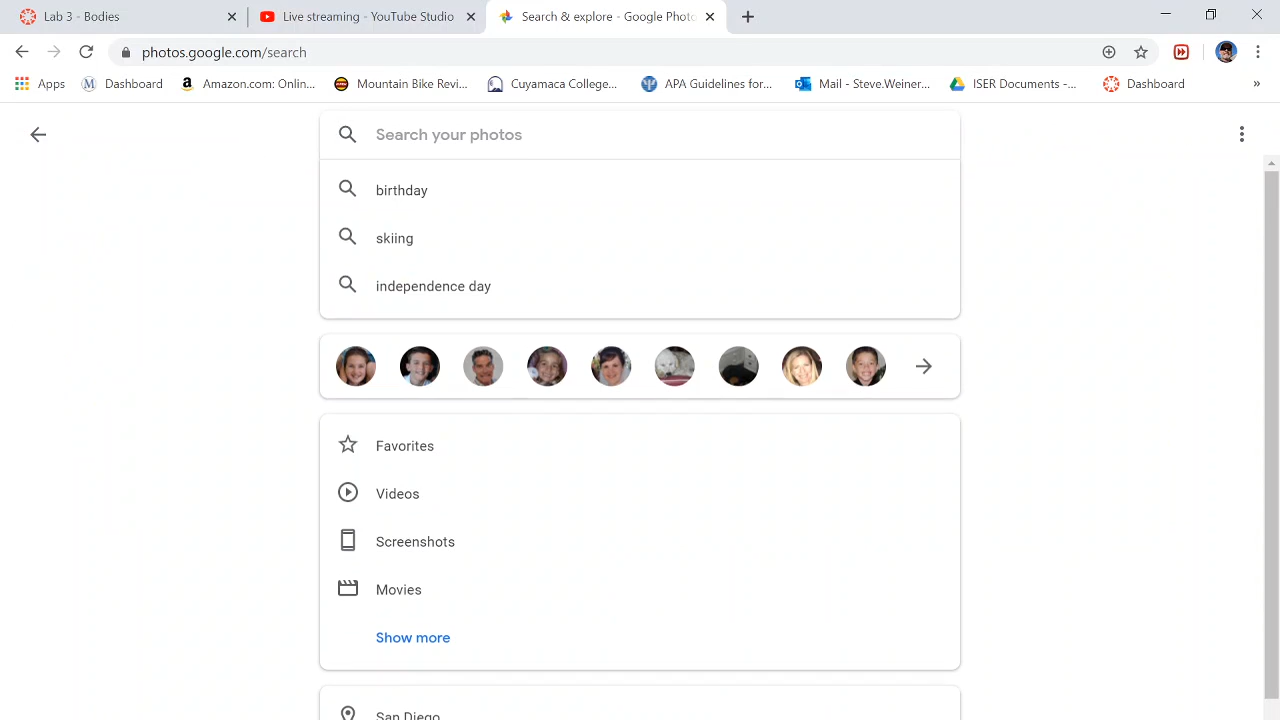 Lab 3 - Bodies
Live streaming - YouTube Studio
Search & explore - Google Photo
photos.google.com/search
Apps
Dashboard
Amazon.com: Onlin...
Mountain Bike Revi...
Cuyamaca College...
APA Guidelines for...
Mail - Steve.Weiner...
ISER Documents -...
Dashboard
»
Search your photos
birthday
skiing
independence day
Favorites
Videos
Screenshots
Movies
Show more
San Diego